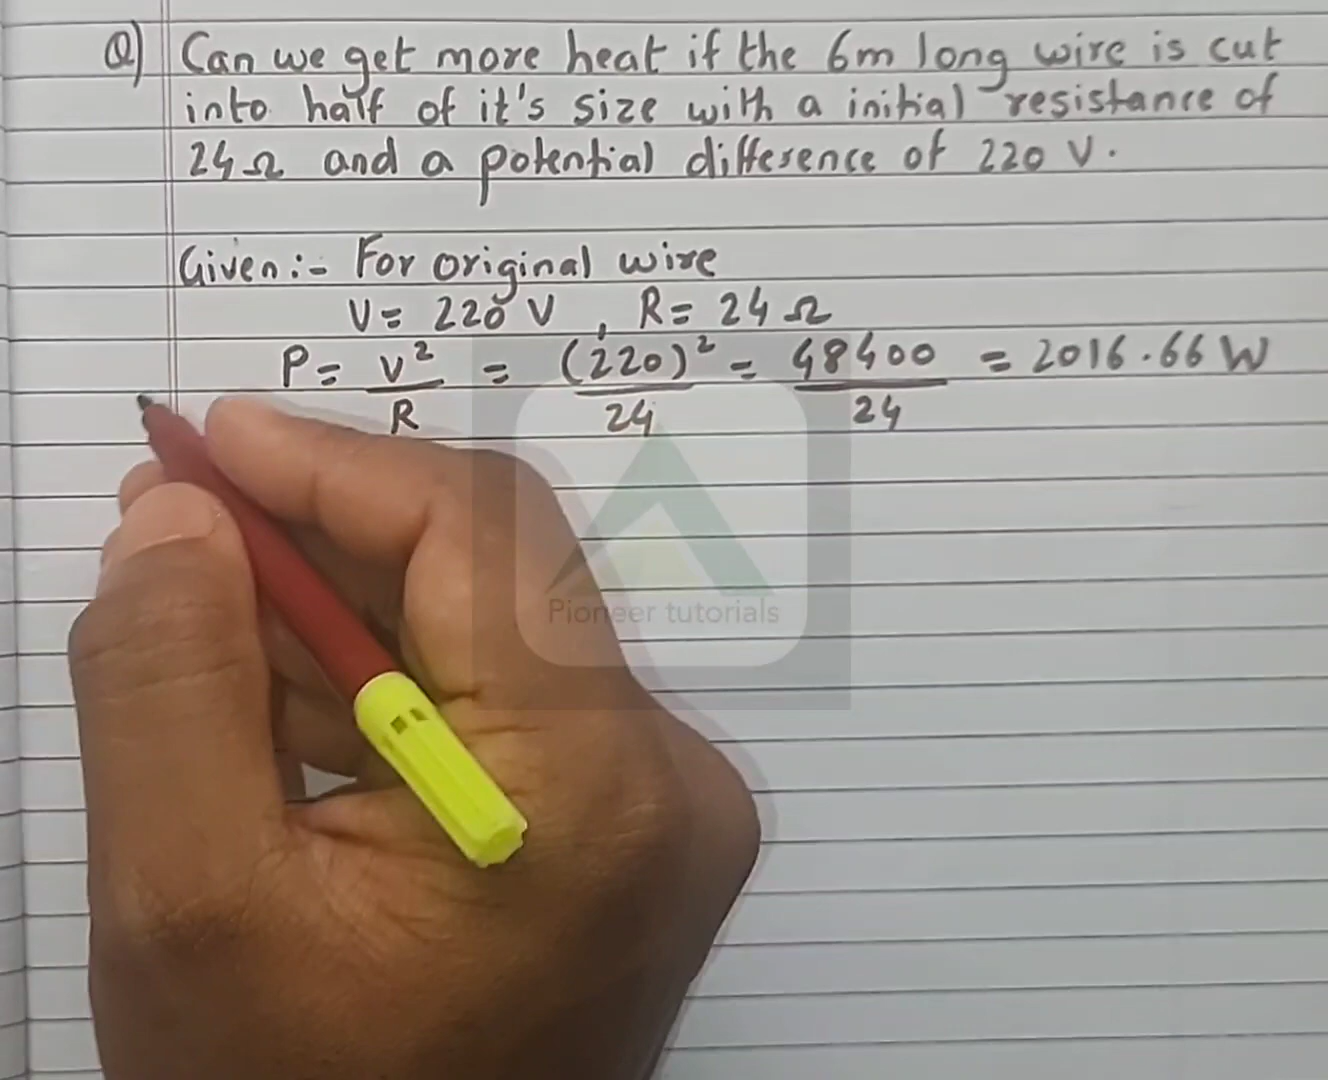 Q) Can we get more heat if the 6m long wire is cut
into half of it's size with a initial resistance of
24Ω and a potential difference of 220 V.
Given:- For original wire
V= 220 V , R= 24 Ω
P= V²/R = (220)²/24 = 48400/24 = 2016.66 W
Pioneer tutorials